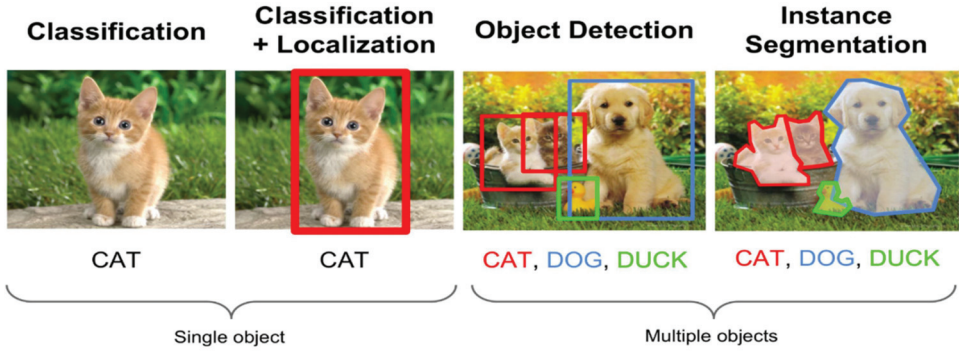 Classification
Classification
+ Localization
Object Detection
Instance
Segmentation
CAT
CAT
CAT, DOG, DUCK
CAT, DOG, DUCK
Single object
Multiple objects